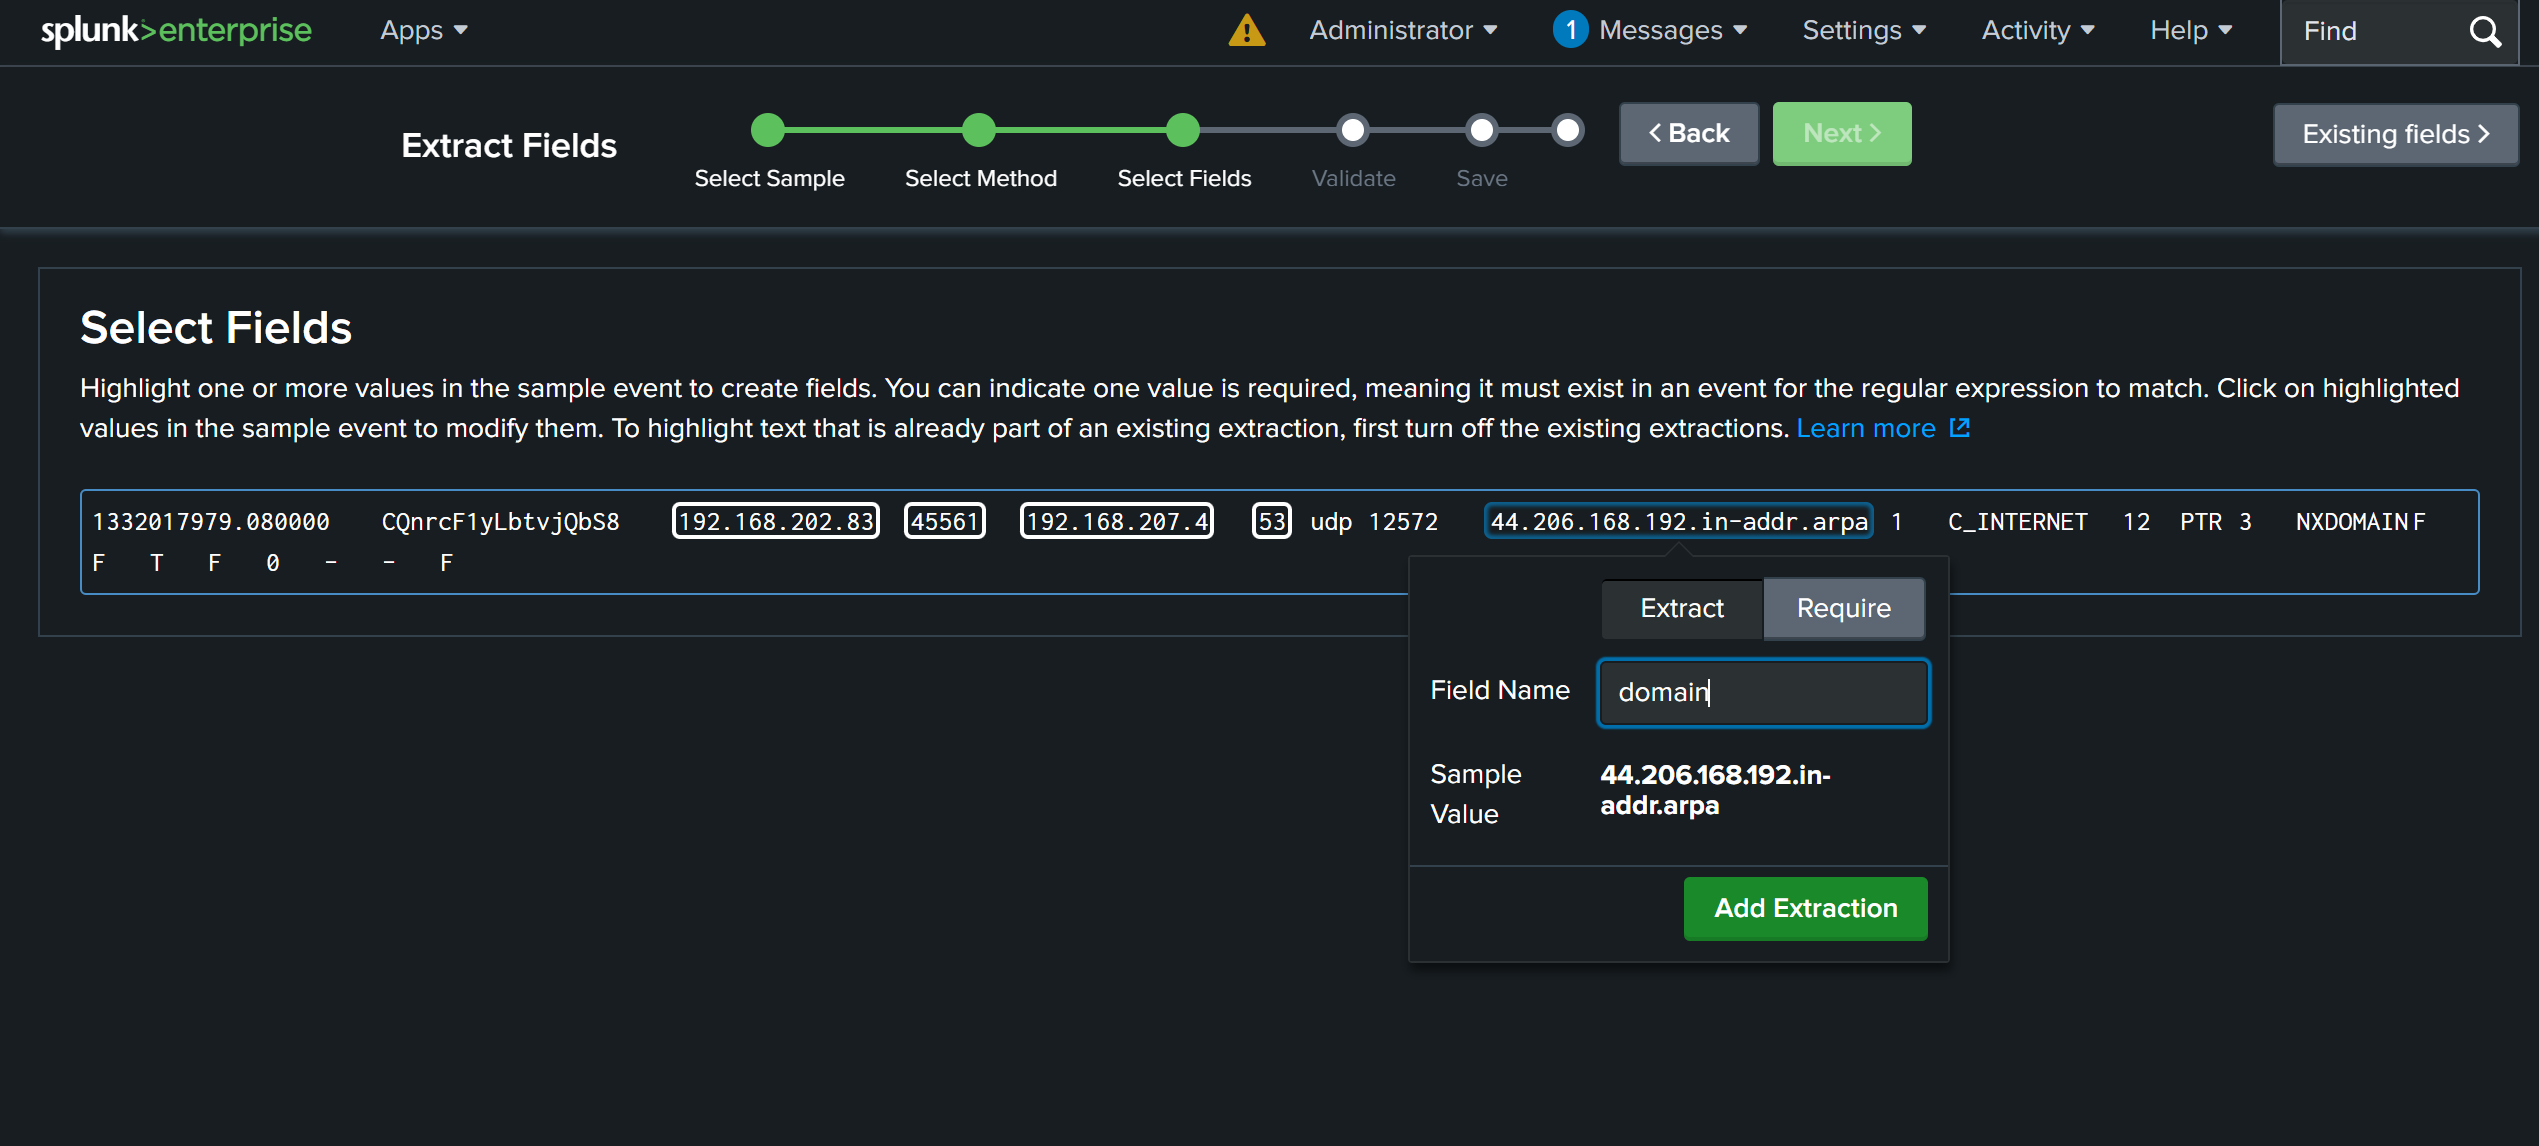 splunk>enterprise Apps Administrator 1 Messages Settings Activity Help Find
Extract Fields
Select Sample Select Method Select Fields Validate Save
< Back Next > Existing fields >
Select Fields
Highlight one or more values in the sample event to create fields. You can indicate one value is required, meaning it must exist in an event for the regular expression to match. Click on highlighted
values in the sample event to modify them. To highlight text that is already part of an existing extraction, first turn off the existing extractions. Learn more
1332017979.080000 CQnrcF1yLbtvjQbS8 192.168.202.83 45561 192.168.207.4 53 udp 12572 44.206.168.192.in-addr.arpa 1 C_INTERNET 12 PTR 3 NXDOMAIN F
F T F 0 - - F
Extract Require
Field Name domain
Sample
Value
44.206.168.192.in-
addr.arpa
Add Extraction